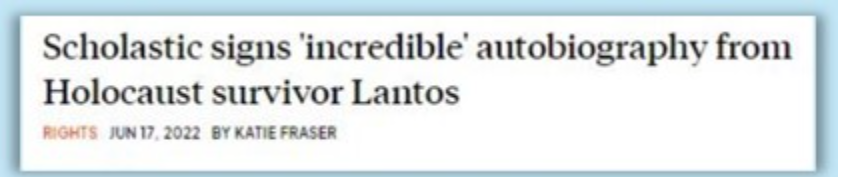 Scholastic signs 'incredible' autobiography from
Holocaust survivor Lantos
RIGHTS JUN 17, 2022 BY KATIE FRASER